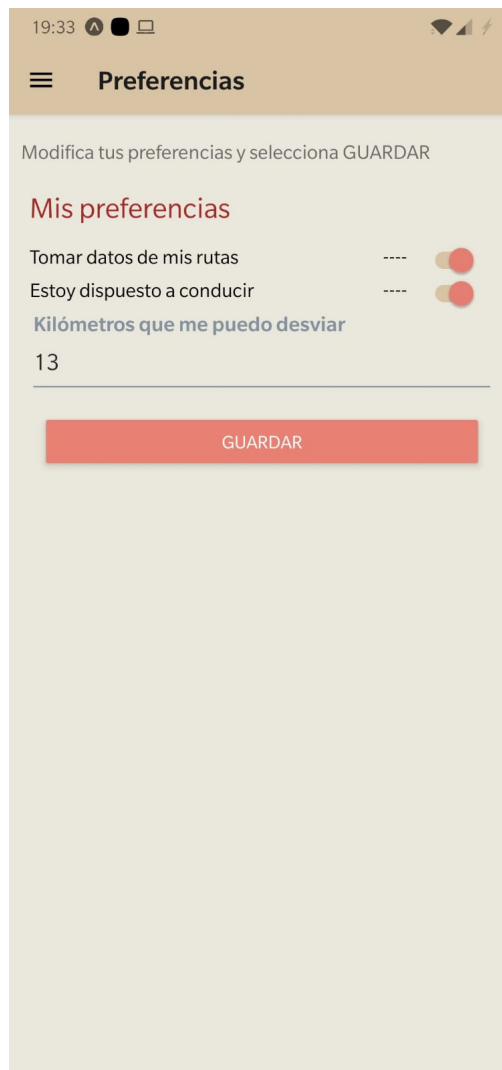 19:33
Preferencias
Modifica tus preferencias y selecciona GUARDAR
Mis preferencias
Tomar datos de mis rutas ----
Estoy dispuesto a conducir ----
Kilómetros que me puedo desviar
13
GUARDAR